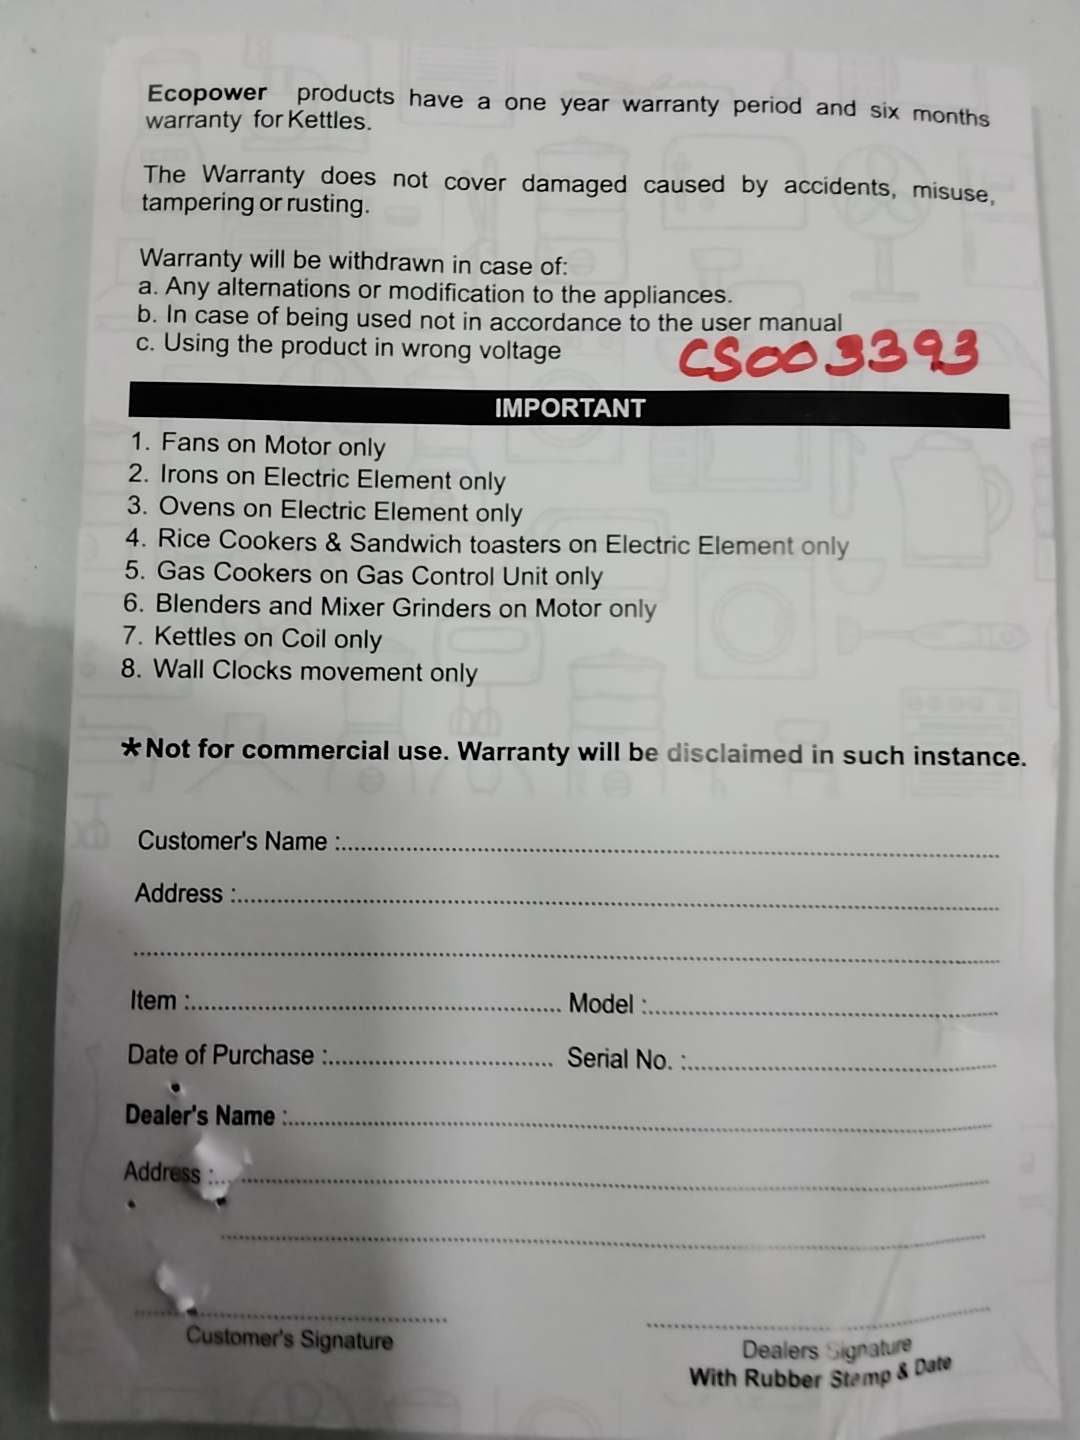 Ecopower products have a one year warranty period and six months
warranty for Kettles.
The Warranty does not cover damaged caused by accidents, misuse,
tampering or rusting.
Warranty will be withdrawn in case of:
a. Any alternations or modification to the appliances.
b. In case of being used not in accordance to the user manual
c. Using the product in wrong voltage
CS003393
IMPORTANT
1. Fans on Motor only
2. Irons on Electric Element only
3. Ovens on Electric Element only
4. Rice Cookers & Sandwich toasters on Electric Element only
5. Gas Cookers on Gas Control Unit only
6. Blenders and Mixer Grinders on Motor only
7. Kettles on Coil only
8. Wall Clocks movement only
*Not for commercial use. Warranty will be disclaimed in such instance.
Customer's Name :..........
Address :..........
Item :.......... Model :..........
Date of Purchase :.......... Serial No. :..........
Dealer's Name :..........
Address :..........
Customer's Signature
Dealers Signature
With Rubber Stamp & Date